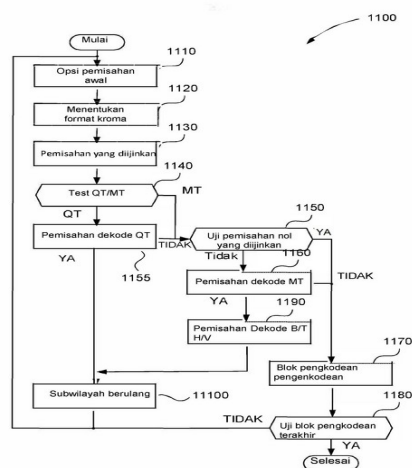 1100
Mulai
1110
Opsi pemisahan
awal
1120
Menentukan
format kroma
1130
Pemisahan yang diijinkan
1140
Test QT/MT
MT
QT
1150
Pemisahan dekode QT
TIDAK
Uji pemisahan nol
yang diijinkan
YA
YA
1155
Tidak
1160
Pemisahan dekode MT
TIDAK
YA
1190
Pemisahan Dekode B/T
H/V
1170
Blok pengkodean
pengenkodean
1180
Subwilayah berulang
11100
TIDAK
Uji blok pengkodean
terakhir
YA
Selesai